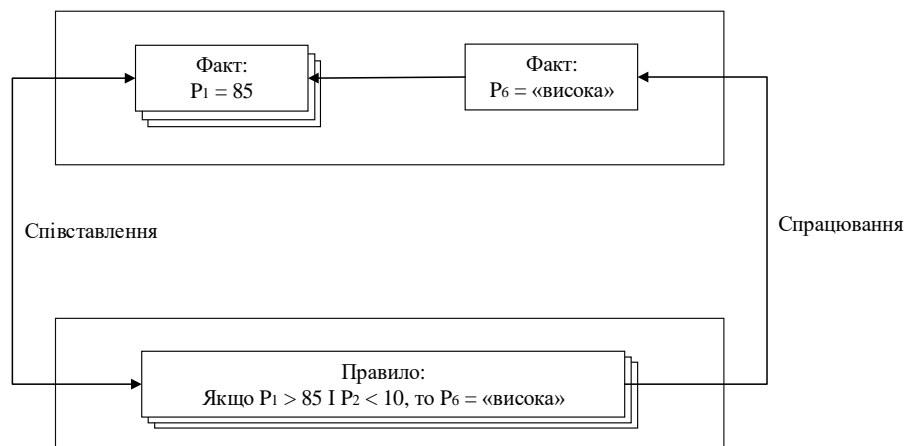 Факт:
P1 = 85
Факт:
P6 = «висока»
Співставлення
Спрацювання
Правило:
Якщо P1 > 85 І P2 < 10, то P6 = «висока»